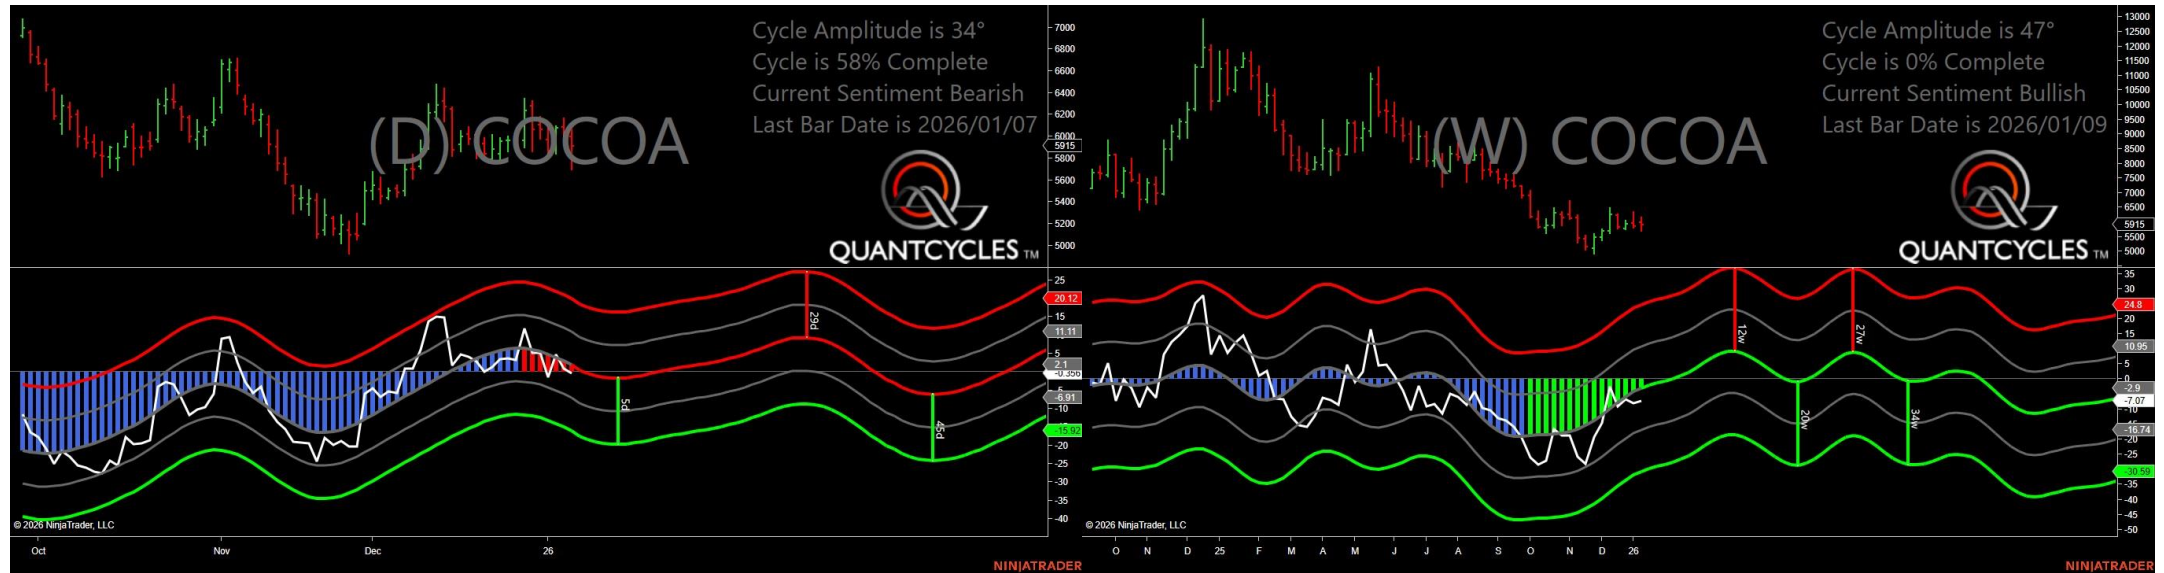 Cycle Amplitude is 34°
Cycle is 58% Complete
Current Sentiment Bearish
Last Bar Date is 2026/01/07
(D) COCOA
QUANTCYCLES TM
7000
6800
6600
6400
6200
6000
5915
5800
5600
5400
5200
5000
25
20.12
15
11.11
5
2.1
-0.356
-6.91
-10
-15.92
-20
-25
-30
-35
-40
5d
29d
45d
© 2026 NinjaTrader, LLC
Oct Nov Dec 26
NINJATRADER
Cycle Amplitude is 47°
Cycle is 0% Complete
Current Sentiment Bullish
Last Bar Date is 2026/01/09
(W) COCOA
QUANTCYCLES TM
13000
12500
12000
11500
11000
10500
10000
9500
9000
8500
8000
7500
7000
6500
5915
5500
5000
35
30
24.8
20
15
10.95
5
0
-2.9
-7.07
-10
-16.74
-20
-25
-30.59
-35
-40
-45
-50
12w
20w
27w
34w
© 2026 NinjaTrader, LLC
O N D 25 F M A M J J A S O N D 26
NINJATRADER